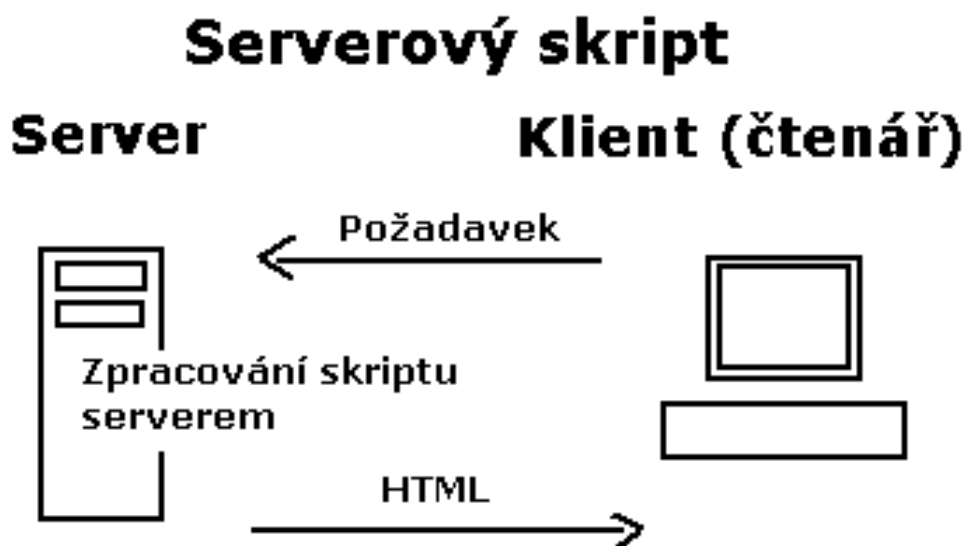 Serverový skript
Server
Klient (čtenář)
Požadavek
Zpracování skriptu
serverem
HTML